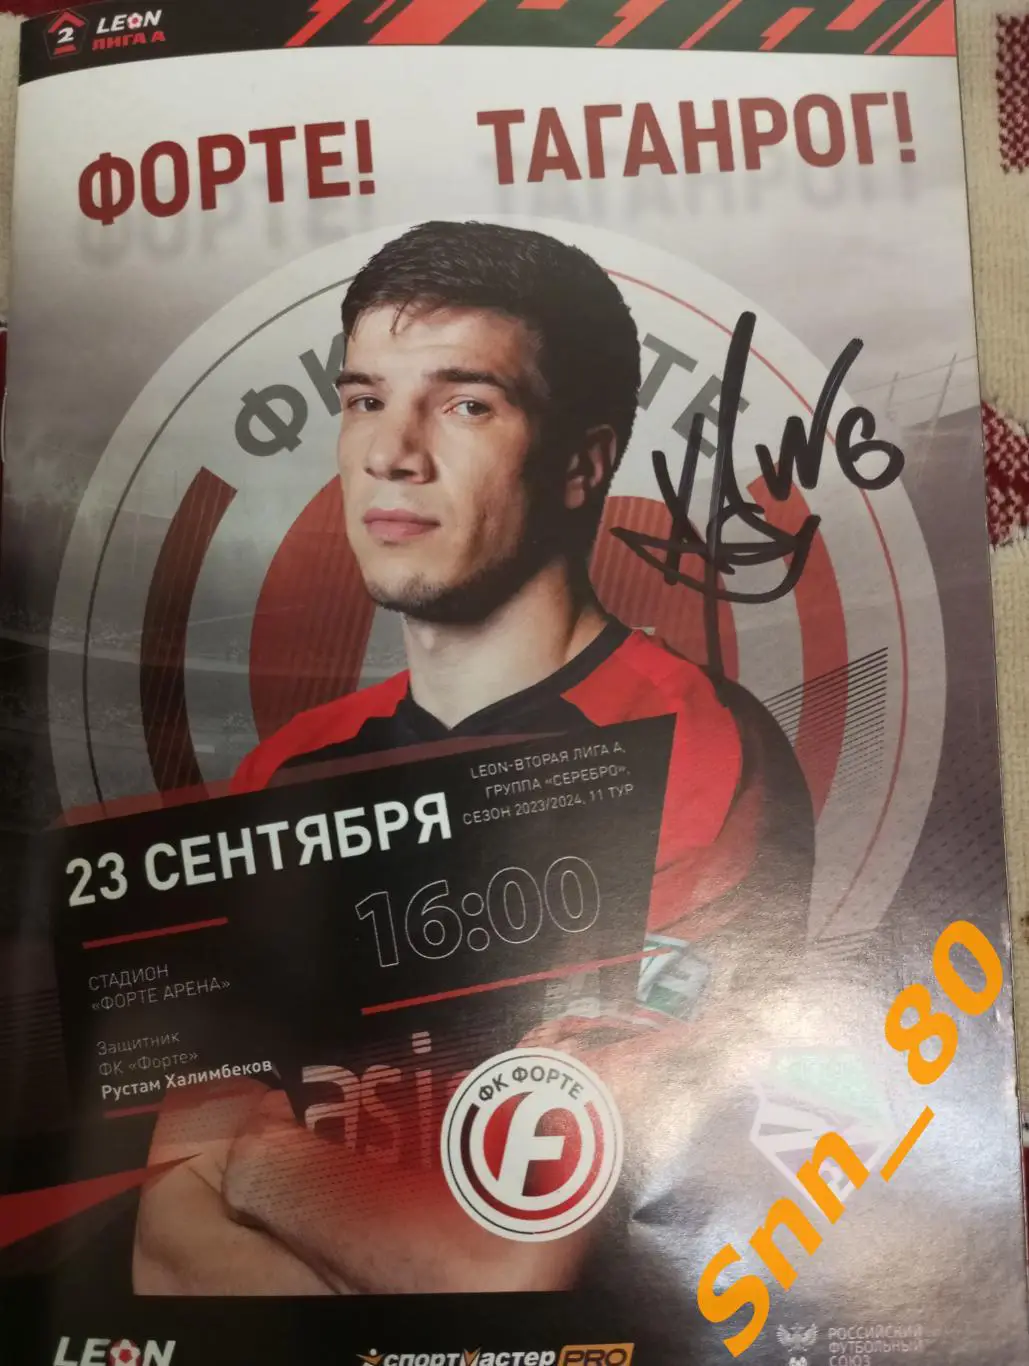 2 LEON
ЛИГА А
ФОРТЕ! ТАГАНРОГ!
LEON-ВТОРАЯ ЛИГА А,
ГРУППА «СЕРЕБРО»,
СЕЗОН 2023/2024, 11 ТУР
23 СЕНТЯБРЯ
16:00
СТАДИОН
«ФОРТЕ АРЕНА»
Защитник
ФК «Форте»
Рустам Халимбеков
asi
ФК ФОРТЕ
F
Snn_80
LEON
СПОРТМАСТЕР PRO
РОССИЙСКИЙ
ФУТБОЛЬНЫЙ
СОЮЗ